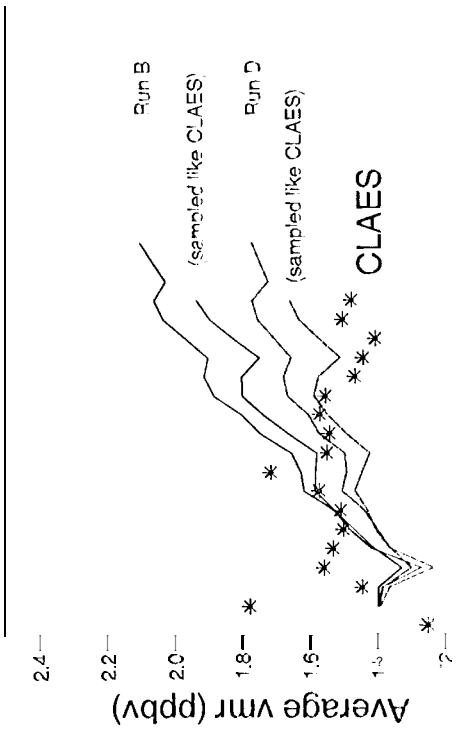 Average vmr (ppbv)
2.4
2.2
2.0
1.8
1.6
Run B
(sampled like CLAES)
Run D
(sampled like CLAES)
CLAES